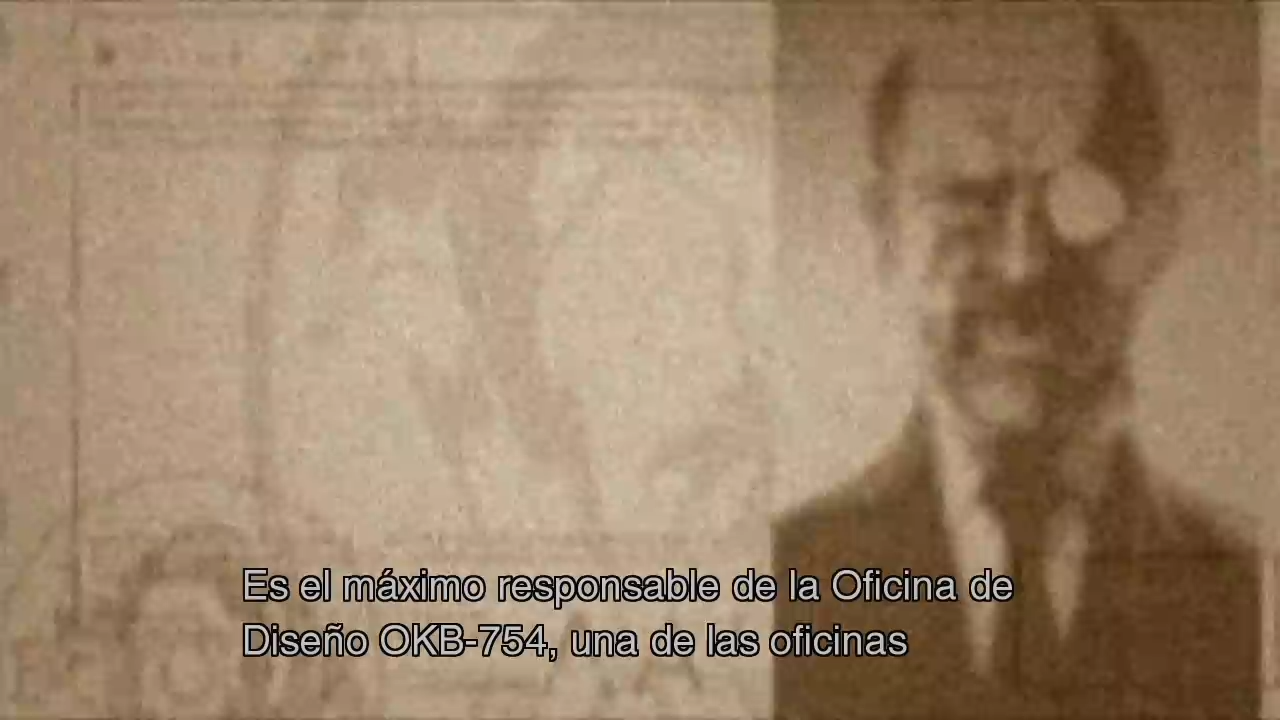 Es el máximo responsable de la Oficina de
Diseño OKB-754, una de las oficinas